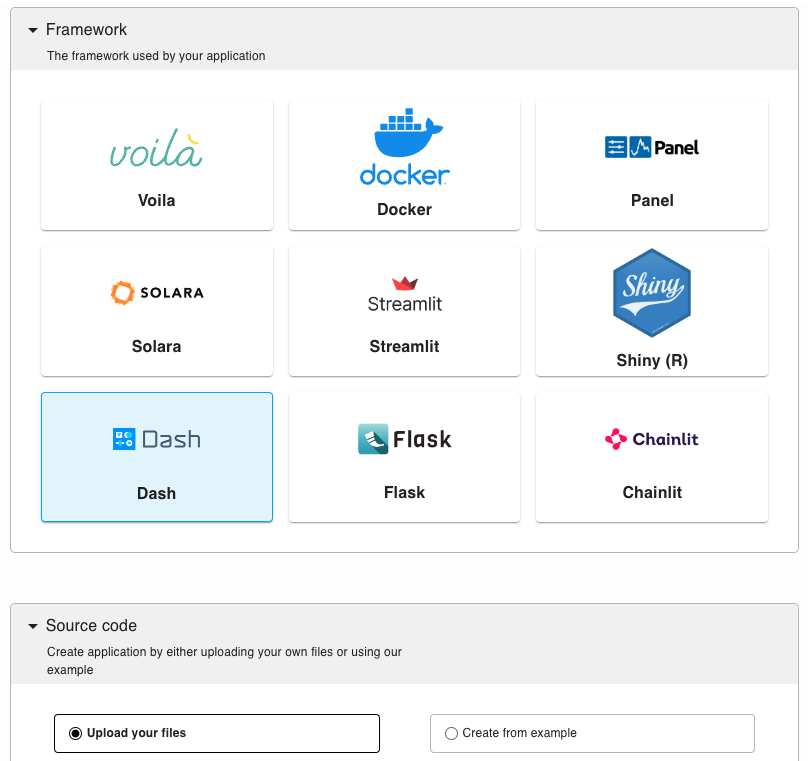 Framework
The framework used by your application
voilà
docker
Panel
Voila
Docker
Panel
SOLARA
Streamlit
Shiny
Solara
Streamlit
Shiny (R)
Dash
Flask
Chainlit
Dash
Flask
Chainlit
Source code
Create application by either uploading your own files or using our
example
Upload your files
Create from example